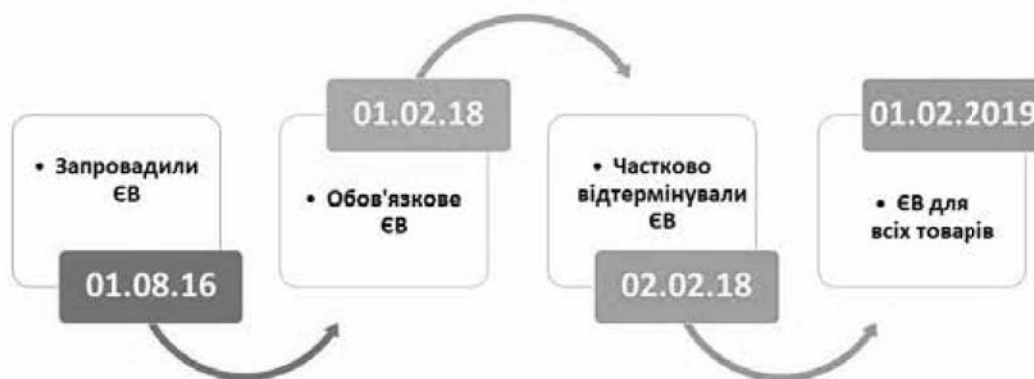 • Запровадили
ЄВ
01.08.16
01.02.18
• Обов'язкове
ЄВ
• Частково
відтермінували
ЄВ
02.02.18
01.02.2019
• ЄВ для
всіх товарів